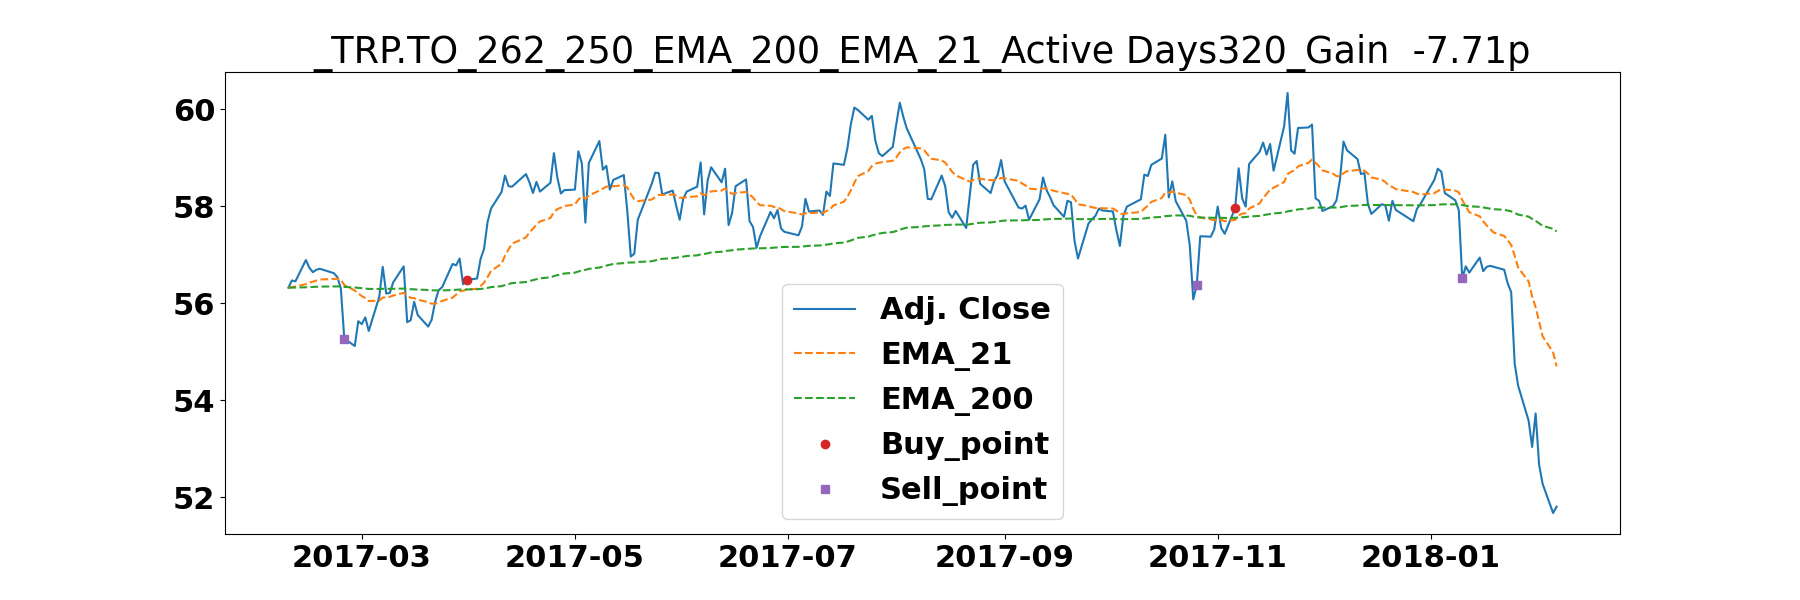 _TRP.TO_262_250_EMA_200_EMA_21_Active Days320_Gain  -7.71p
60
58
56
54
52
Adj. Close
EMA_21
EMA_200
Buy_point
Sell_point
2017-03 2017-05 2017-07 2017-09 2017-11 2018-01